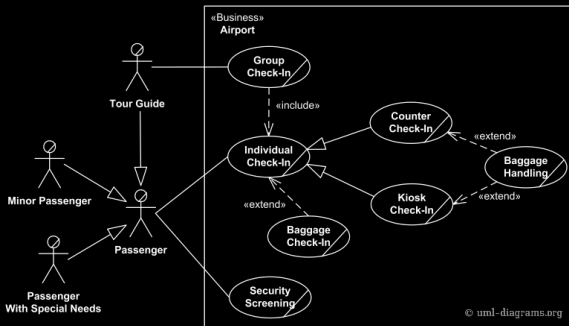 «Business»
Airport
Group
Check-In
Tour Guide
«include»
Counter
Check-In
«extend»
Individual
Check-In
Baggage
Handling
Minor Passenger
«extend»
Kiosk
Check-In
«extend»
Passenger
Baggage
Check-In
Passenger
With Special Needs
Security
Screening
© uml-diagrams.org